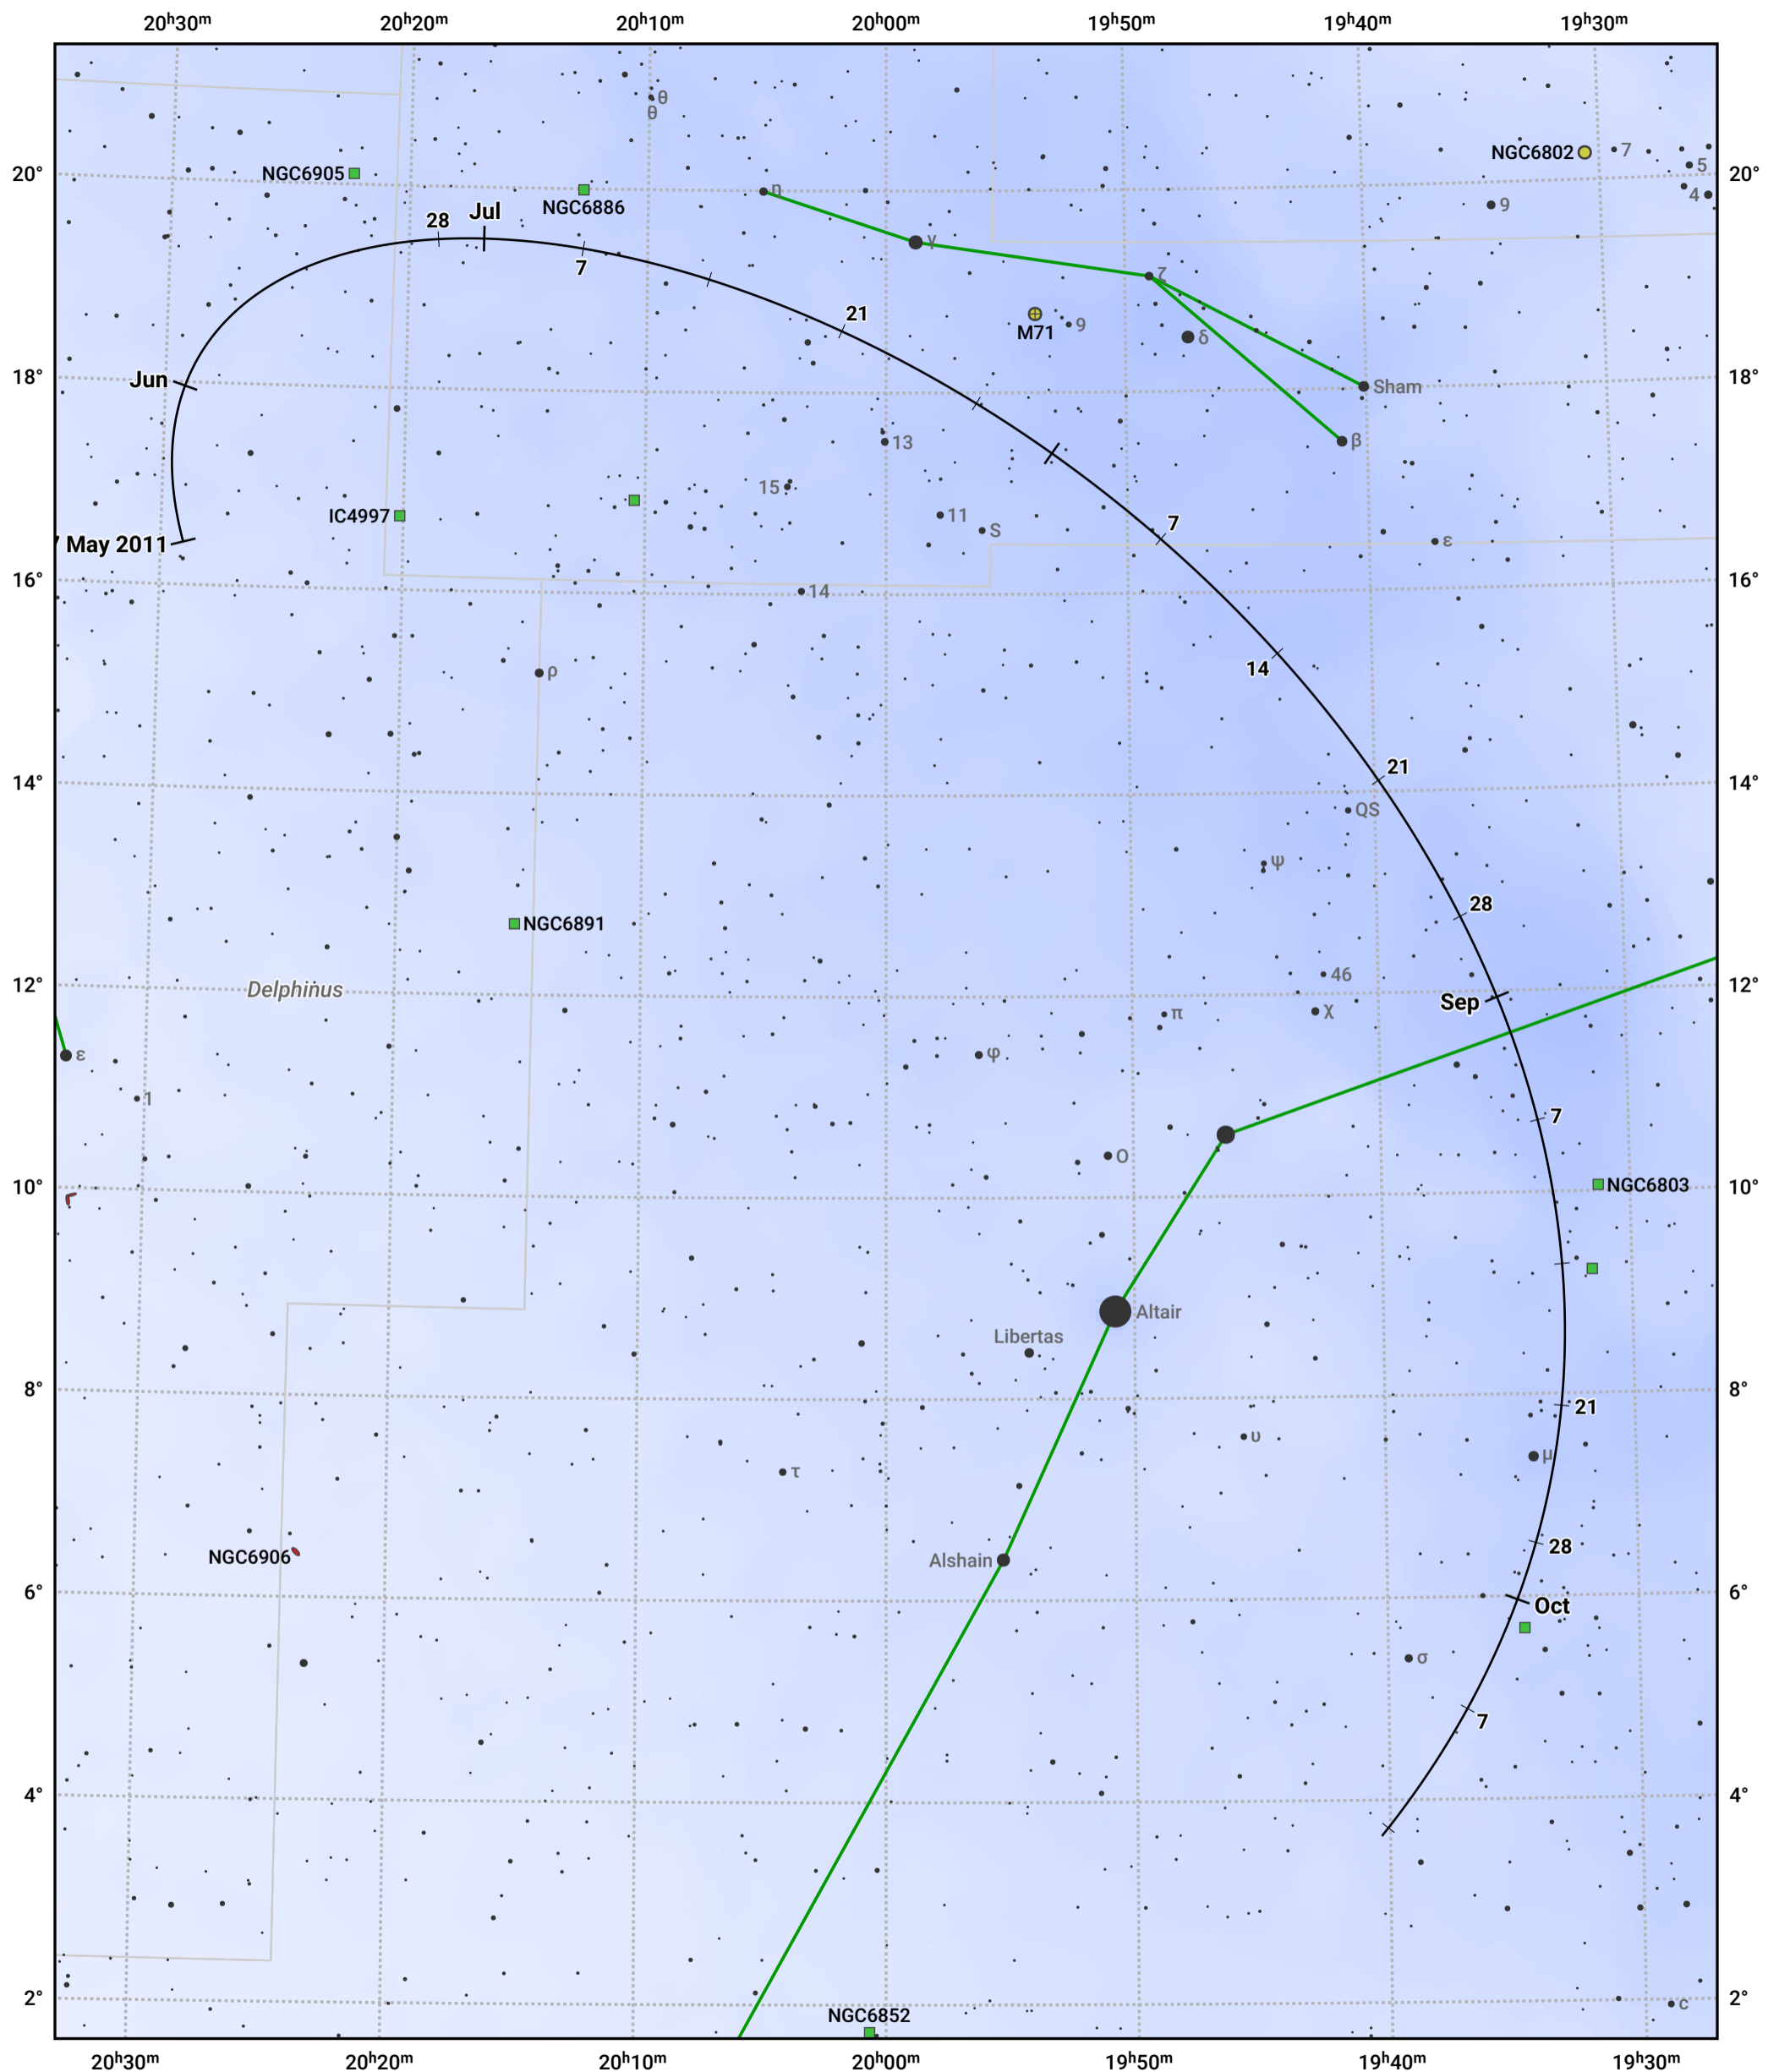 20h30m 20h20m 20h10m 20h00m 19h50m 19h40m 19h30m
θ
θ
NGC6802 7
5
20° NGC6905 20°
η 9 4
NGC6886
28 Jul
γ
7 ζ
21 9 δ
M71
18° Jun Sham 18°
β
13
15
IC4997 11 S
7
May 2011 ε
16° 14 16°
ρ 14
21
14° 14°
QS
ψ
28
NGC6891
46
12° Delphinus 12°
Sep
π χ
ε φ
1 7
O
10° NGC6803 10°
Altair
Libertas
8° 8°
21
υ
μ
τ
28
NGC6906 Alshain
6° 6°
Oct
σ
7
4° 4°
2° 2°
c
NGC6852
20h30m 20h20m 20h10m 20h00m 19h50m 19h40m 19h30m